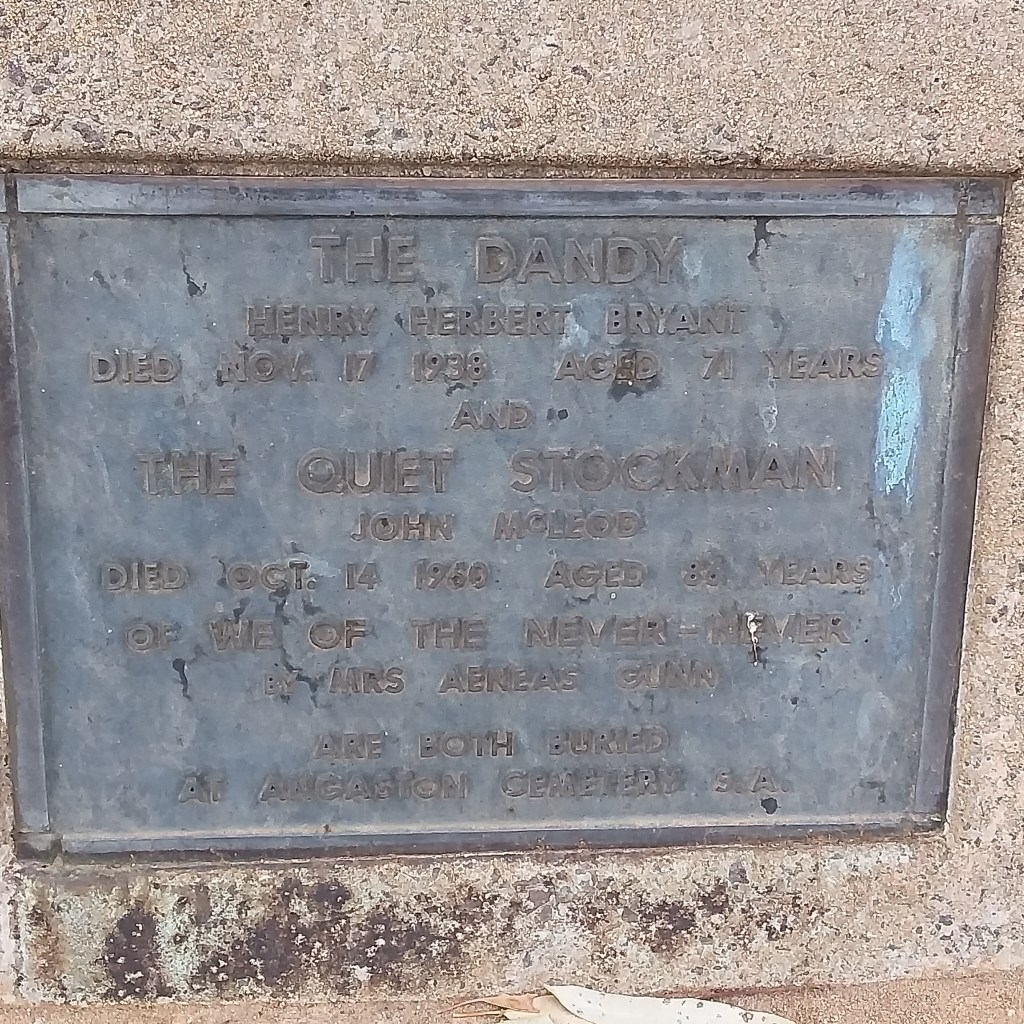 THE DANDY
HENRY HERBERT BRYANT
DIED NOV. 17 1938 AGED 71 YEARS
AND
THE QUIET STOCKMAN
JOHN McLEOD
DIED OCT. 14 1960 AGED 86 YEARS
OF WE OF THE NEVER-NEVER
BY MRS AENEAS GUNN
ARE BOTH BURIED
AT ANGASTON CEMETERY S.A.